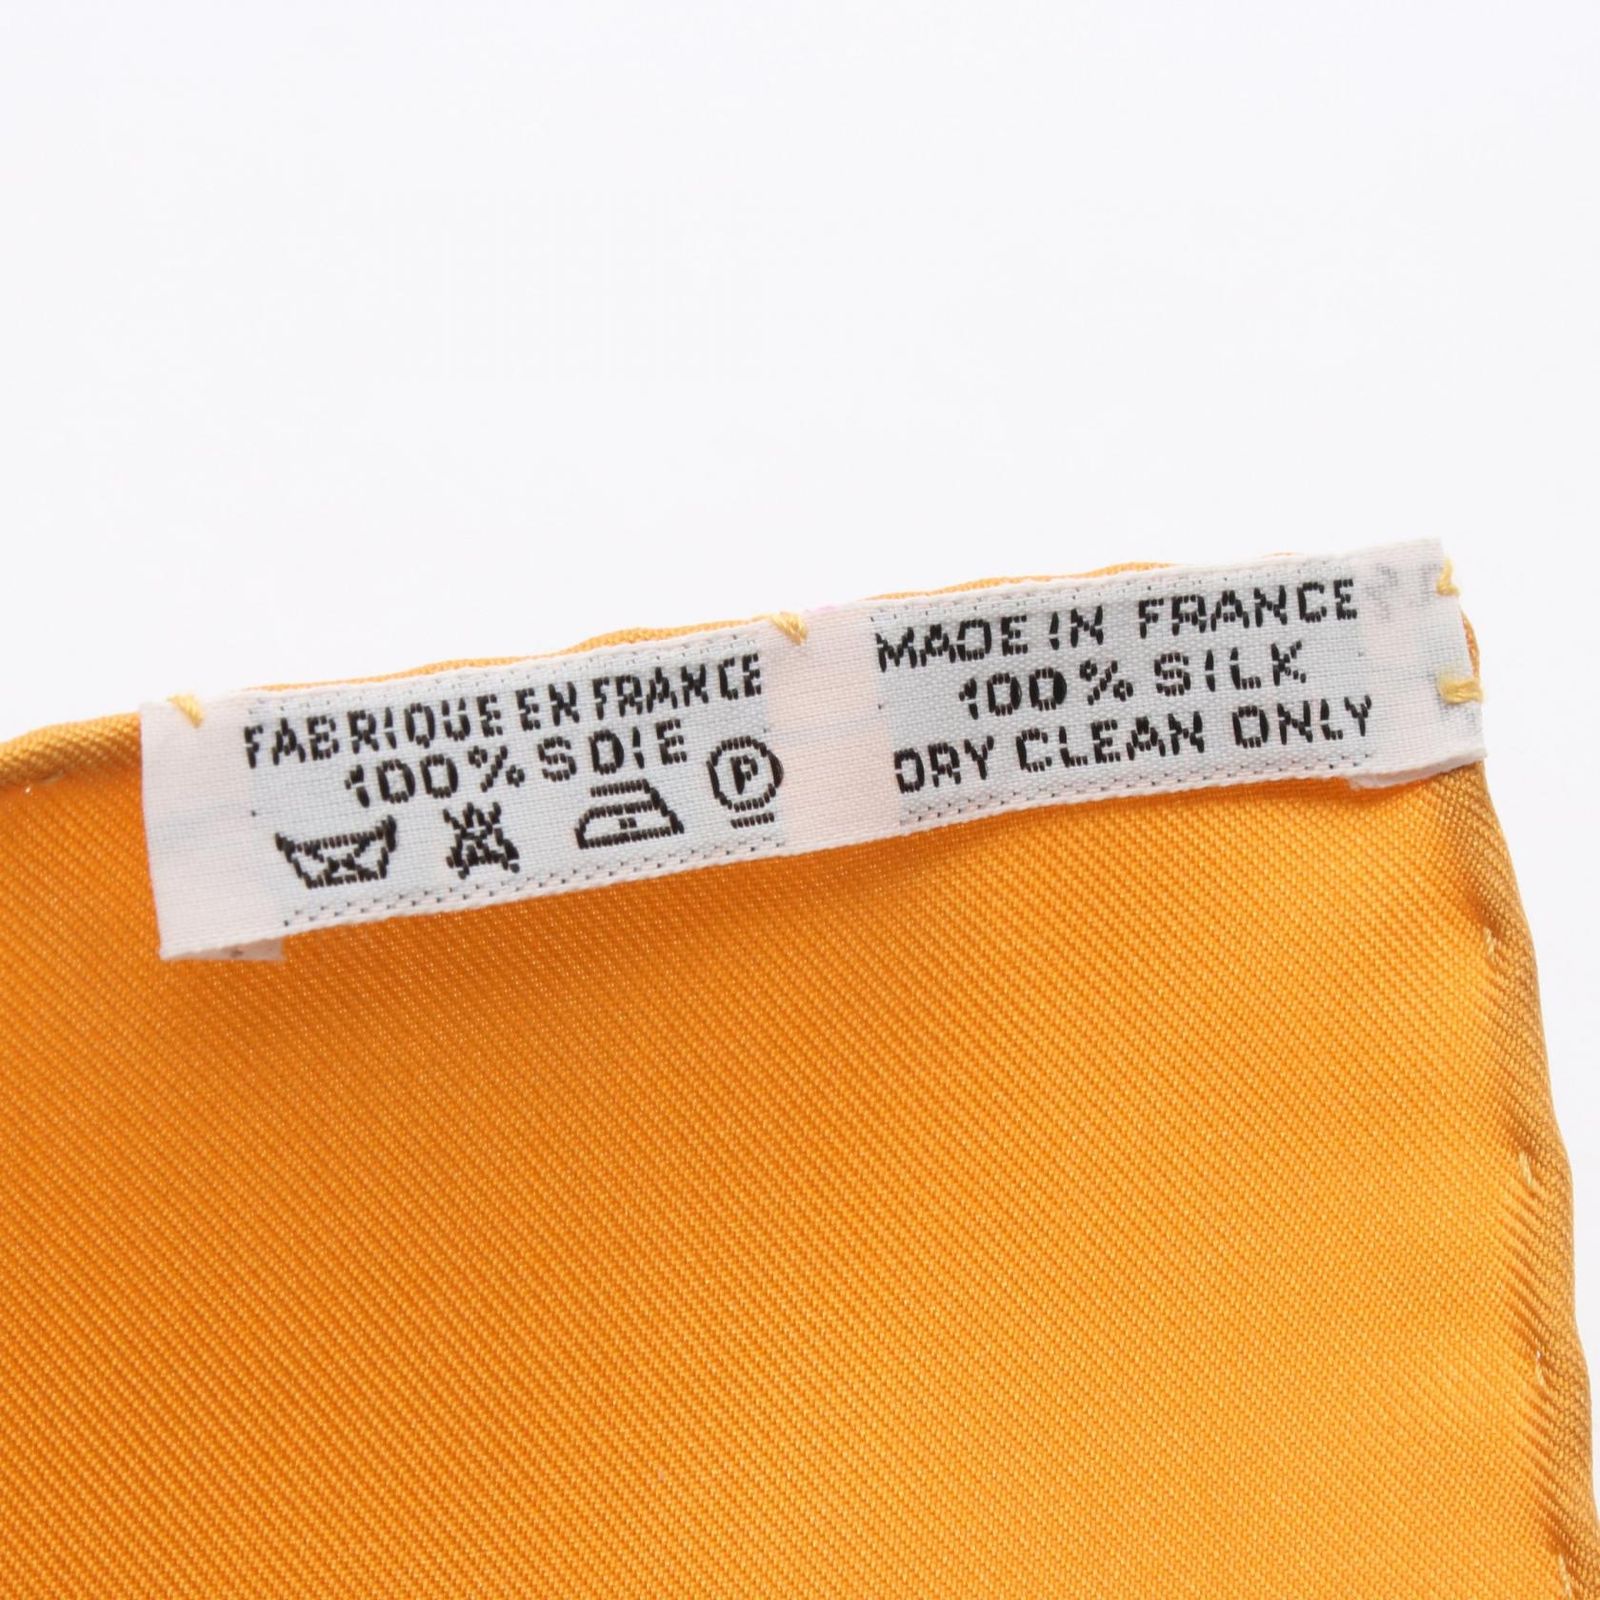 FABRIQUE EN FRANCE
100% SOIE
P
MADE IN FRANCE
100% SILK
DRY CLEAN ONLY